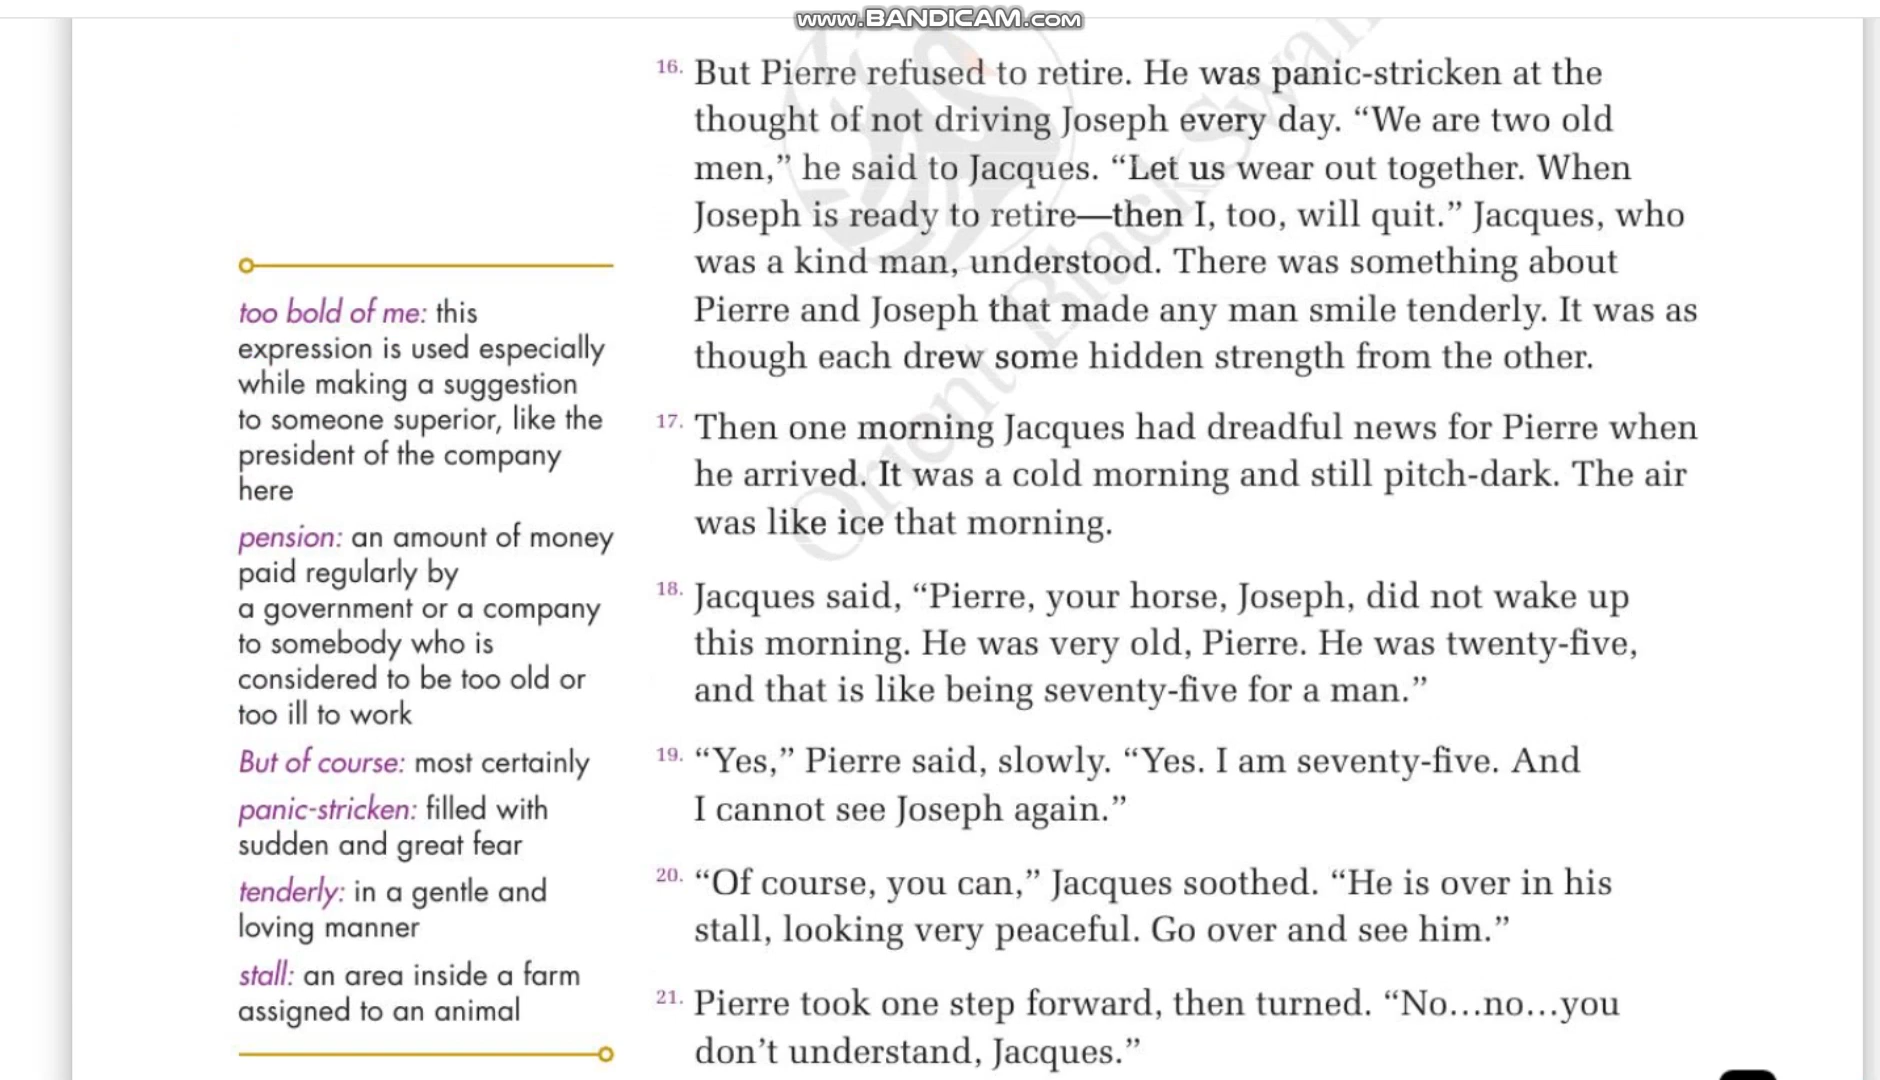 www.BANDICAM.com
16. But Pierre refused to retire. He was panic-stricken at the
thought of not driving Joseph every day. “We are two old
men,” he said to Jacques. “Let us wear out together. When
Joseph is ready to retire—then I, too, will quit.” Jacques, who
was a kind man, understood. There was something about
Pierre and Joseph that made any man smile tenderly. It was as
though each drew some hidden strength from the other.
17. Then one morning Jacques had dreadful news for Pierre when
he arrived. It was a cold morning and still pitch-dark. The air
was like ice that morning.
18. Jacques said, “Pierre, your horse, Joseph, did not wake up
this morning. He was very old, Pierre. He was twenty-five,
and that is like being seventy-five for a man.”
19. “Yes,” Pierre said, slowly. “Yes. I am seventy-five. And
I cannot see Joseph again.”
20. “Of course, you can,” Jacques soothed. “He is over in his
stall, looking very peaceful. Go over and see him.”
21. Pierre took one step forward, then turned. “No...no...you
don’t understand, Jacques.”
too bold of me: this
expression is used especially
while making a suggestion
to someone superior, like the
president of the company
here
pension: an amount of money
paid regularly by
a government or a company
to somebody who is
considered to be too old or
too ill to work
But of course: most certainly
panic-stricken: filled with
sudden and great fear
tenderly: in a gentle and
loving manner
stall: an area inside a farm
assigned to an animal
Orient BlackSwan